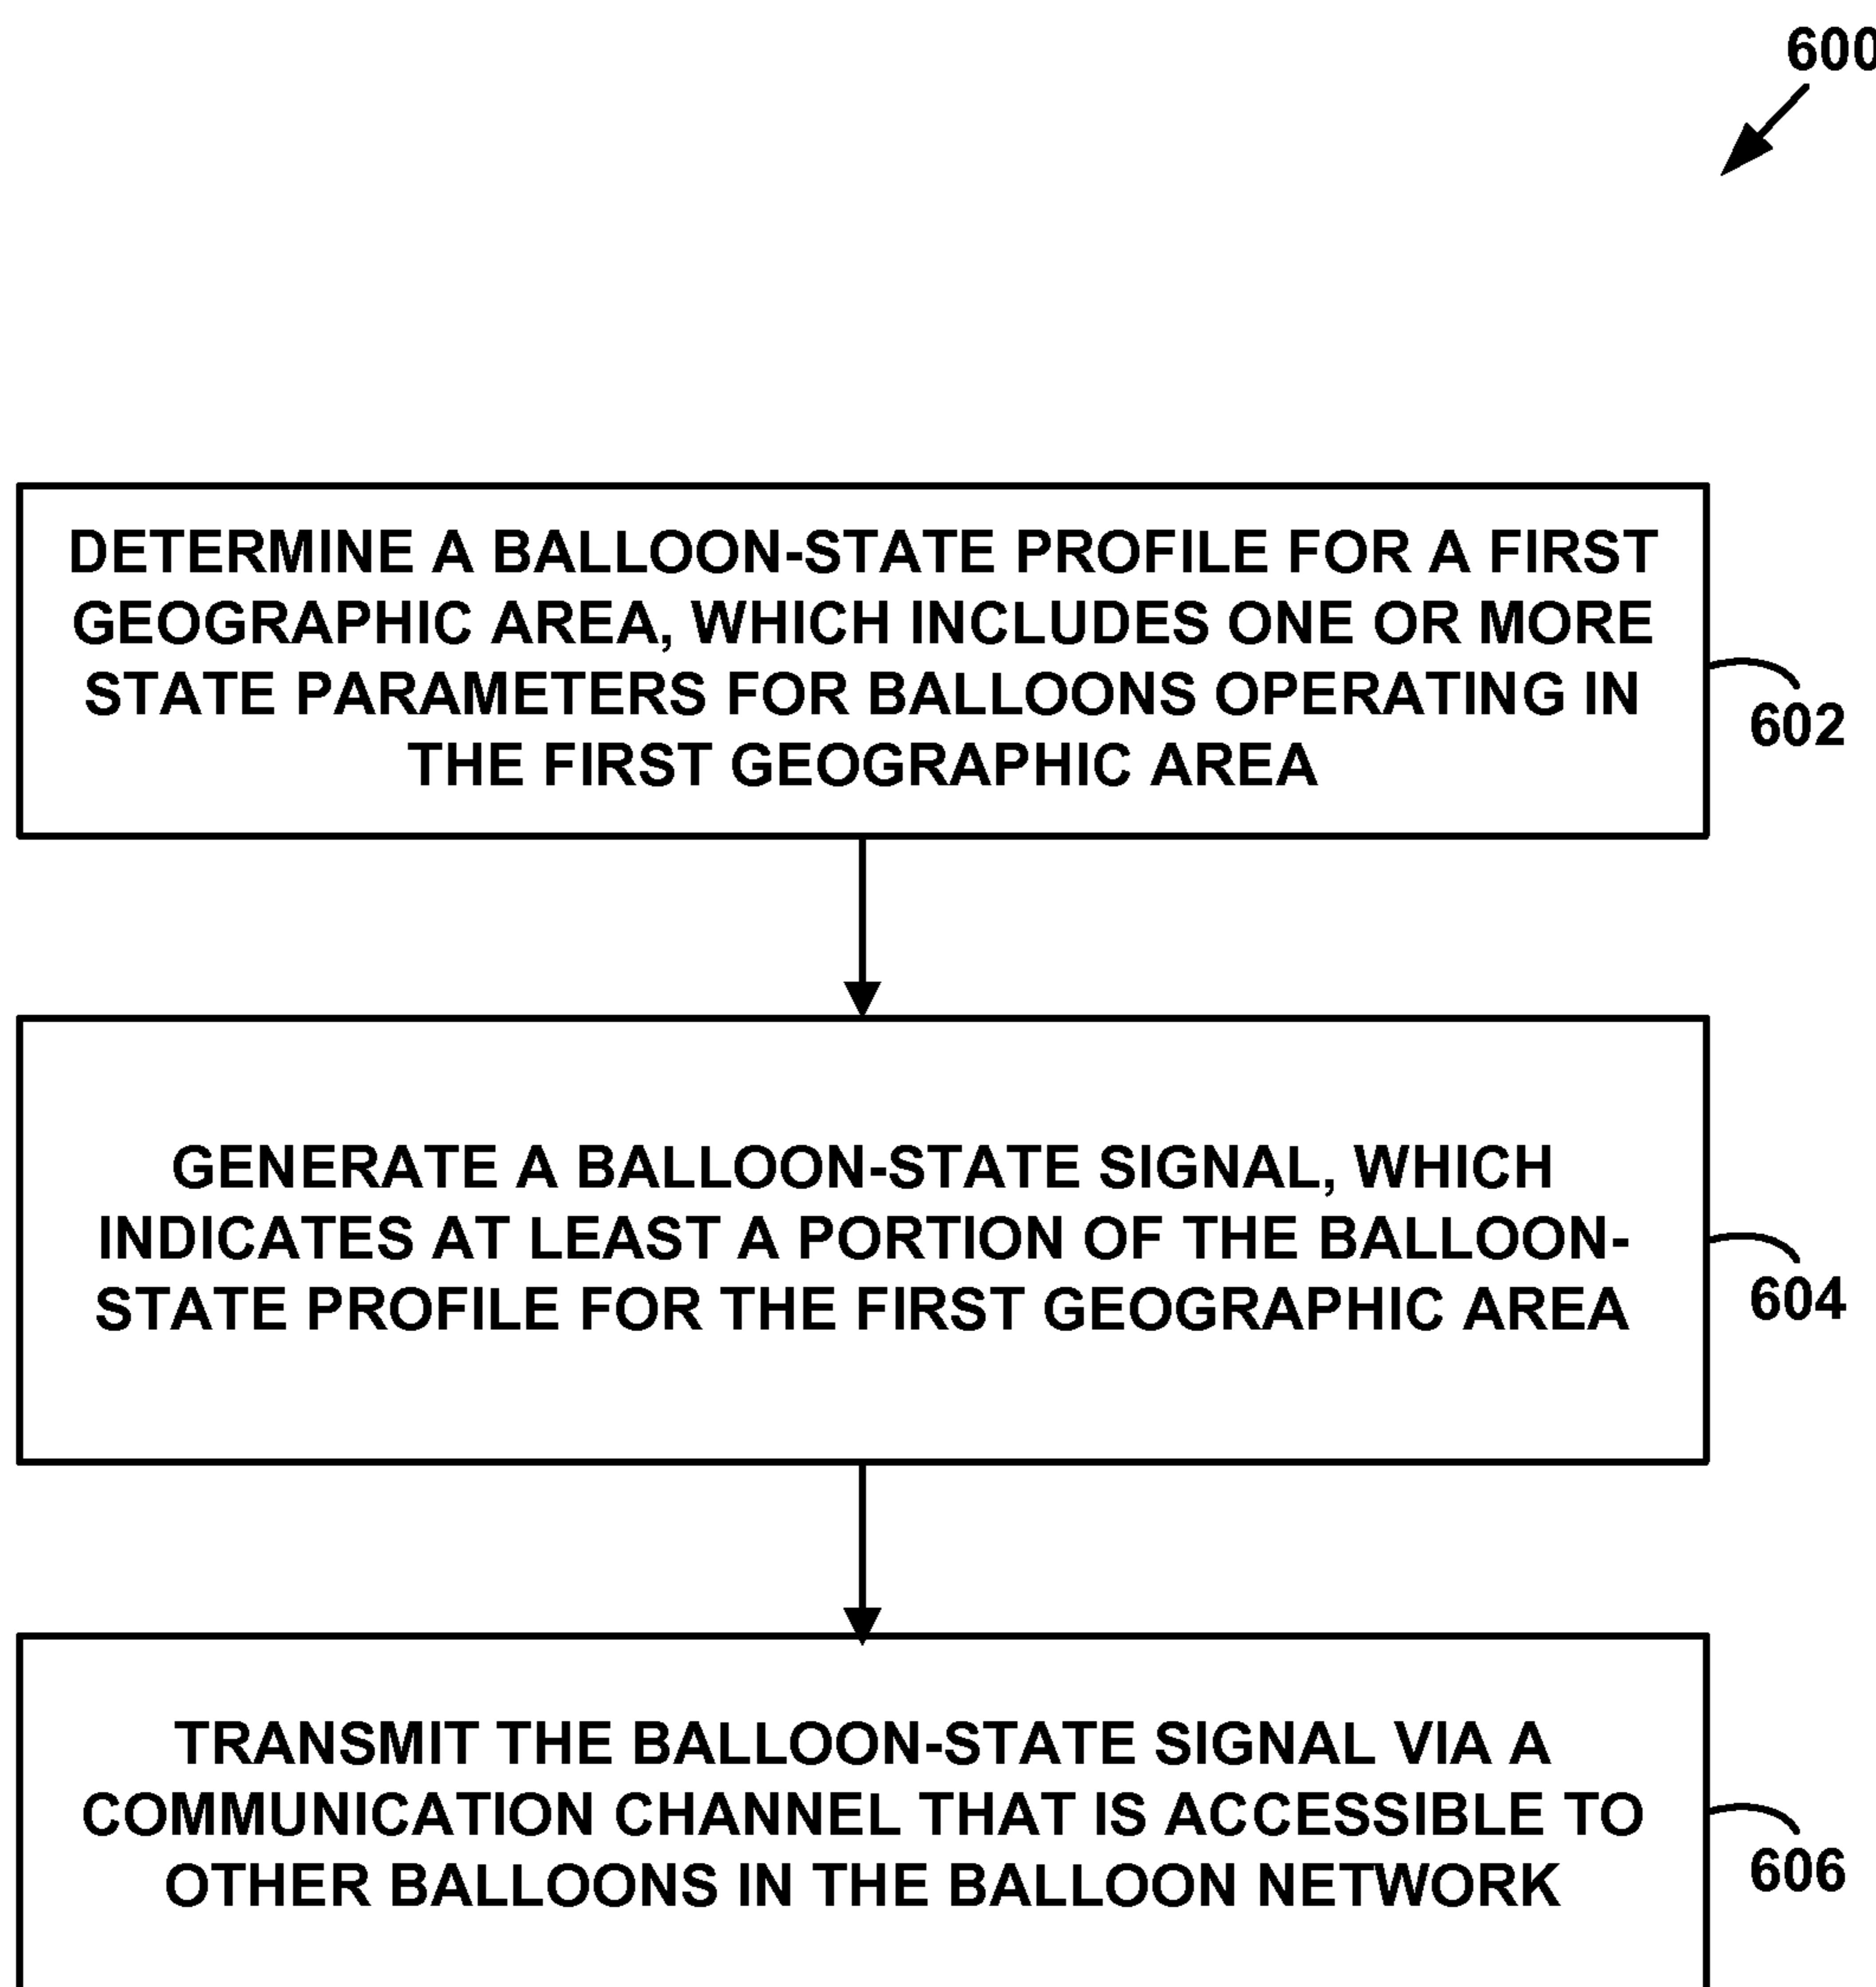 600
DETERMINE A BALLOON-STATE PROFILE FOR A FIRST
GEOGRAPHIC AREA, WHICH INCLUDES ONE OR MORE
STATE PARAMETERS FOR BALLOONS OPERATING IN
THE FIRST GEOGRAPHIC AREA
602
GENERATE A BALLOON-STATE SIGNAL, WHICH
INDICATES AT LEAST A PORTION OF THE BALLOON-
STATE PROFILE FOR THE FIRST GEOGRAPHIC AREA
604
TRANSMIT THE BALLOON-STATE SIGNAL VIA A
COMMUNICATION CHANNEL THAT IS ACCESSIBLE TO
OTHER BALLOONS IN THE BALLOON NETWORK
606